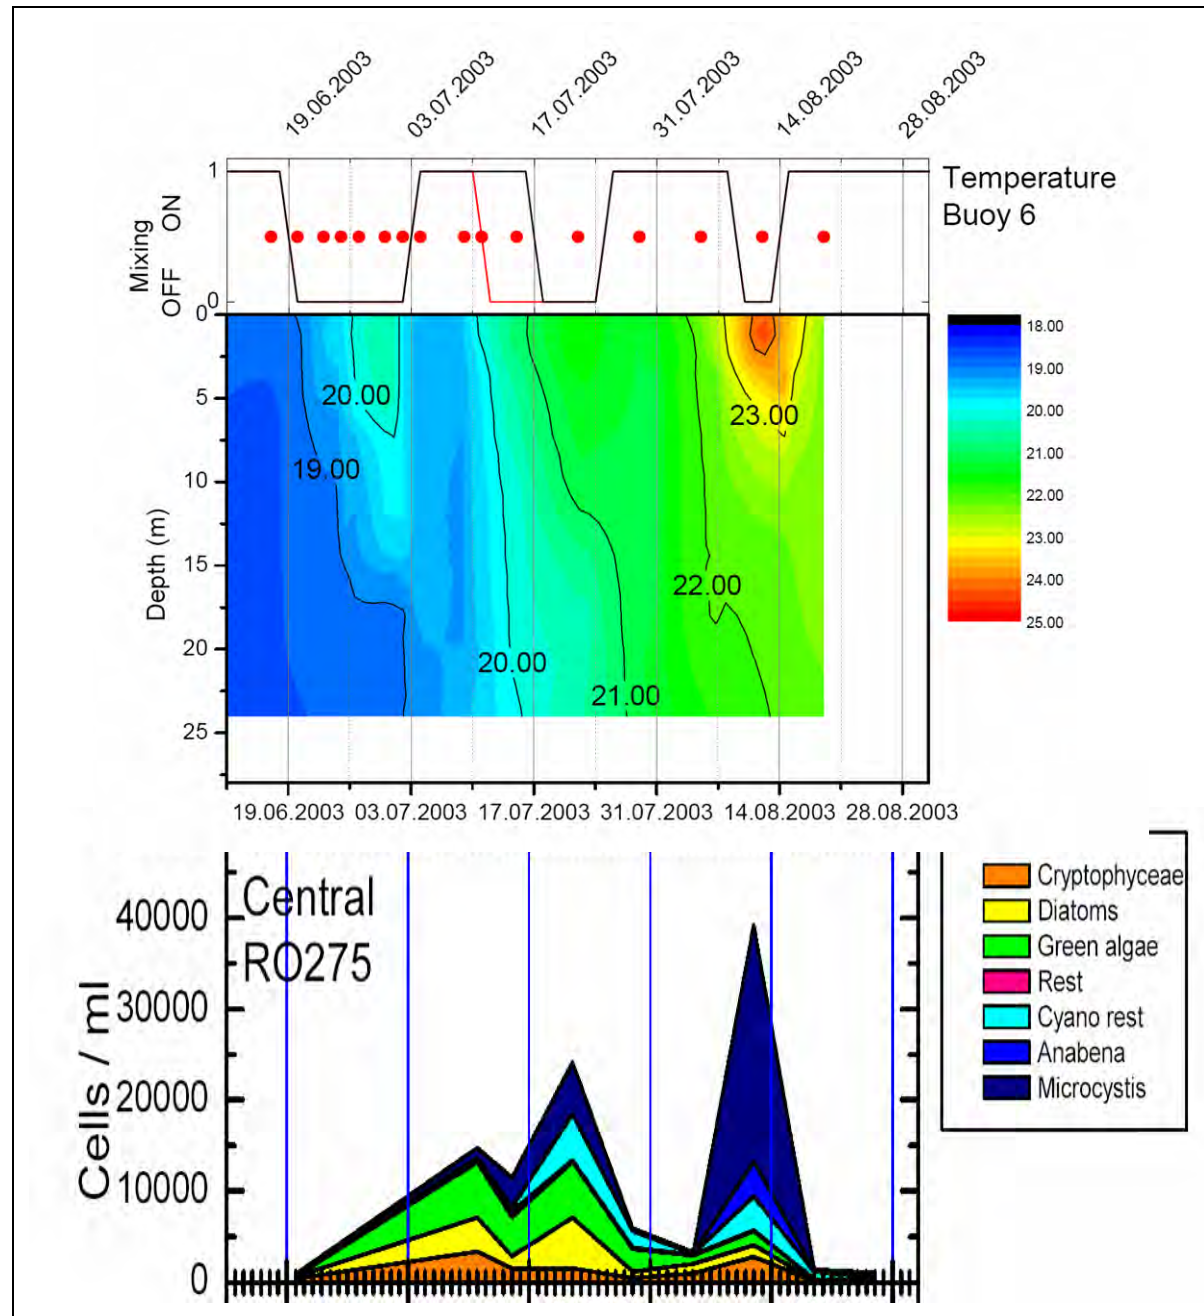 19.06.2003 03.07.2003 17.07.2003 31.07.2003 14.08.2003 28.08.2003
Temperature
Buoy 6
1
Mixing
OFF ON
0
0
5
10
15
20
25
Depth (m)
20.00
19.00
20.00
21.00
22.00
23.00
18.00
19.00
20.00
21.00
22.00
23.00
24.00
25.00
19.06.2003 03.07.2003 17.07.2003 31.07.2003 14.08.2003 28.08.2003
Central
RO275
Cells / ml
40000
30000
20000
10000
0
Cryptophyceae
Diatoms
Green algae
Rest
Cyano rest
Anabena
Microcystis